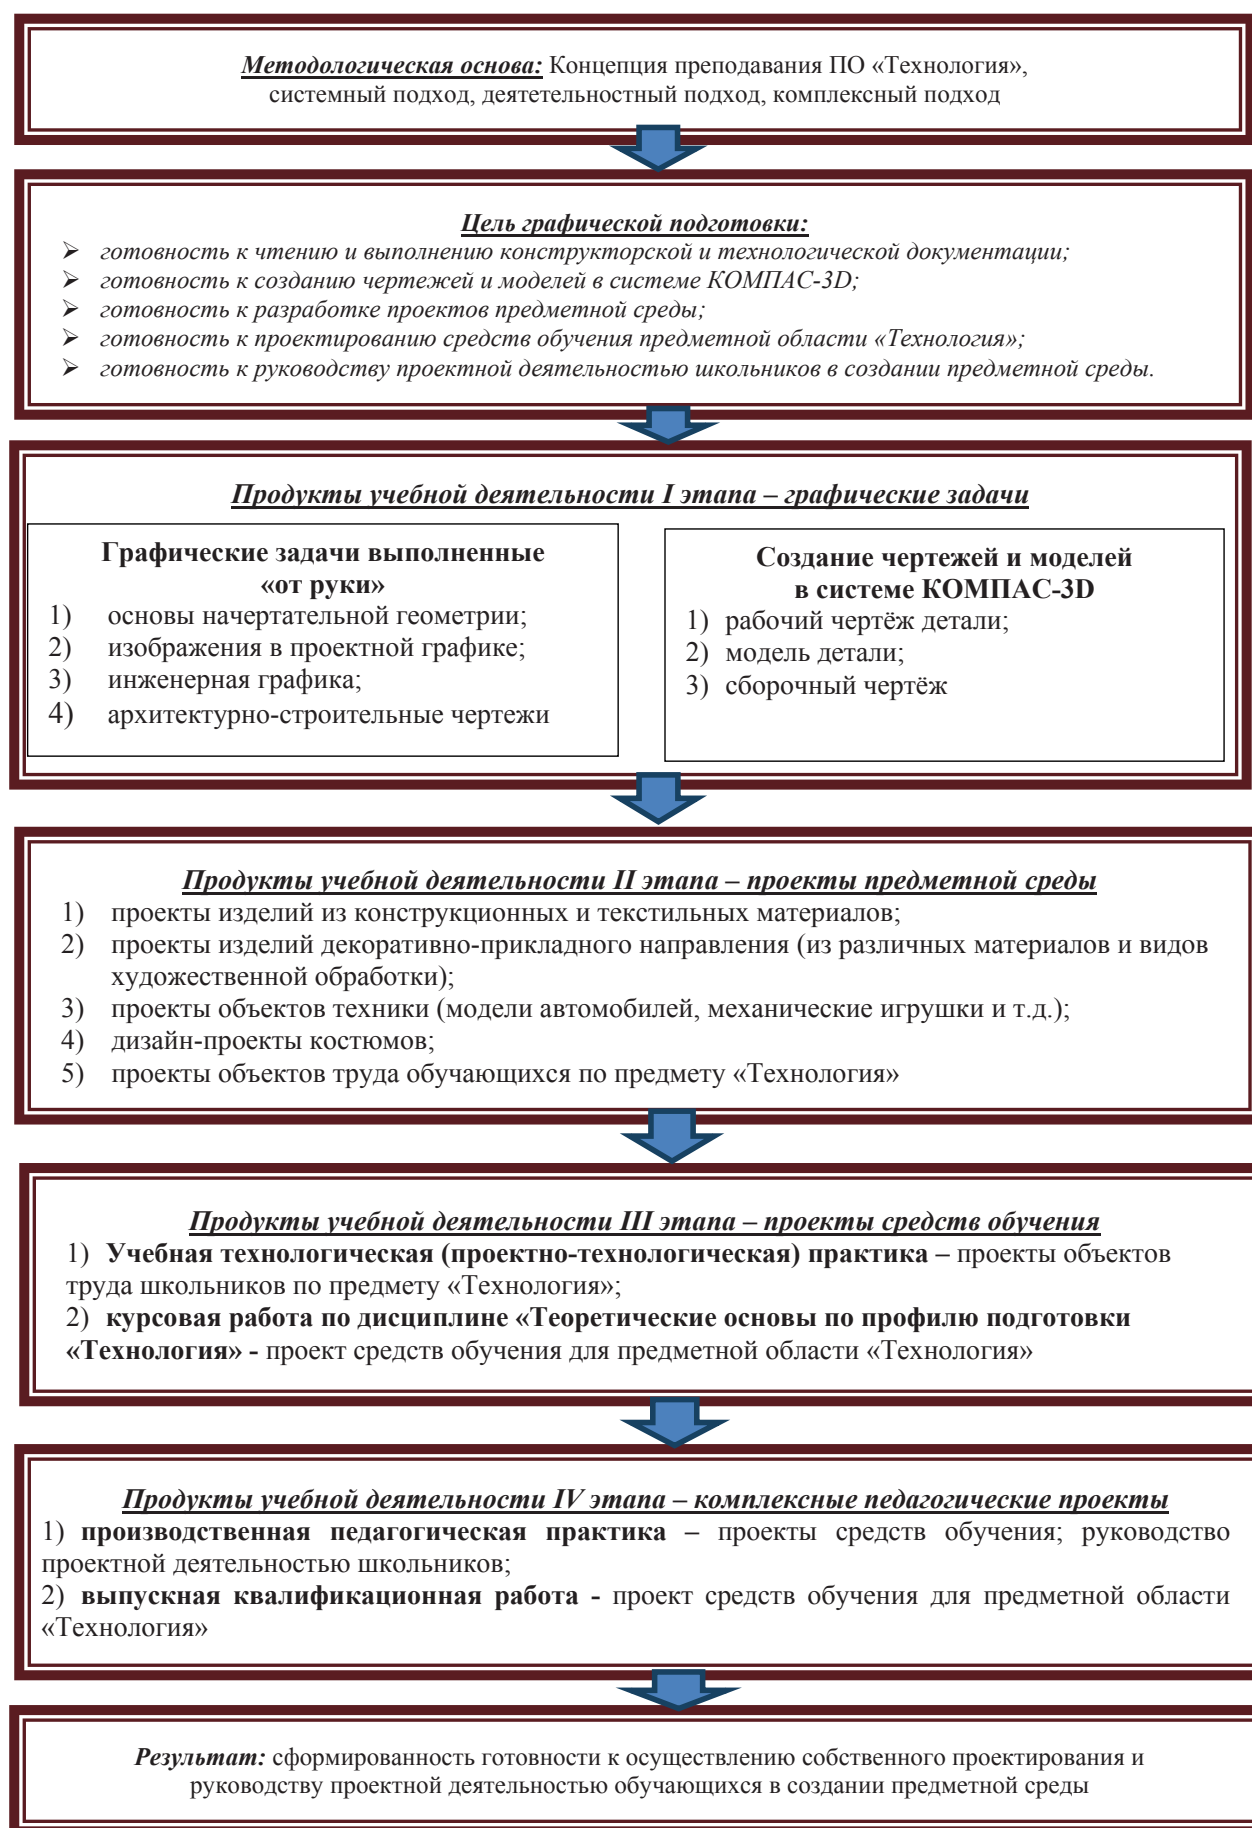 Методологическая основа: Концепция преподавания ПО «Технология»,
системный подход, деятетельностный подход, комплексный подход
Цель графической подготовки:
➢ готовность к чтению и выполнению конструкторской и технологической документации;
➢ готовность к созданию чертежей и моделей в системе КОМПАС-3D;
➢ готовность к разработке проектов предметной среды;
➢ готовность к проектированию средств обучения предметной области «Технология»;
➢ готовность к руководству проектной деятельностью школьников в создании предметной среды.
Продукты учебной деятельности I этапа – графические задачи
Графические задачи выполненные
«от руки»
1) основы начертательной геометрии;
2) изображения в проектной графике;
3) инженерная графика;
4) архитектурно-строительные чертежи
Создание чертежей и моделей
в системе КОМПАС-3D
1) рабочий чертёж детали;
2) модель детали;
3) сборочный чертёж
Продукты учебной деятельности II этапа – проекты предметной среды
1) проекты изделий из конструкционных и текстильных материалов;
2) проекты изделий декоративно-прикладного направления (из различных материалов и видов
художественной обработки);
3) проекты объектов техники (модели автомобилей, механические игрушки и т.д.);
4) дизайн-проекты костюмов;
5) проекты объектов труда обучающихся по предмету «Технология»
Продукты учебной деятельности III этапа – проекты средств обучения
1) Учебная технологическая (проектно-технологическая) практика – проекты объектов
труда школьников по предмету «Технология»;
2) курсовая работа по дисциплине «Теоретические основы по профилю подготовки
«Технология» - проект средств обучения для предметной области «Технология»
Продукты учебной деятельности IV этапа – комплексные педагогические проекты
1) производственная педагогическая практика – проекты средств обучения; руководство
проектной деятельностью школьников;
2) выпускная квалификационная работа - проект средств обучения для предметной области
«Технология»
Результат: сформированность готовности к осуществлению собственного проектирования и
руководству проектной деятельностью обучающихся в создании предметной среды